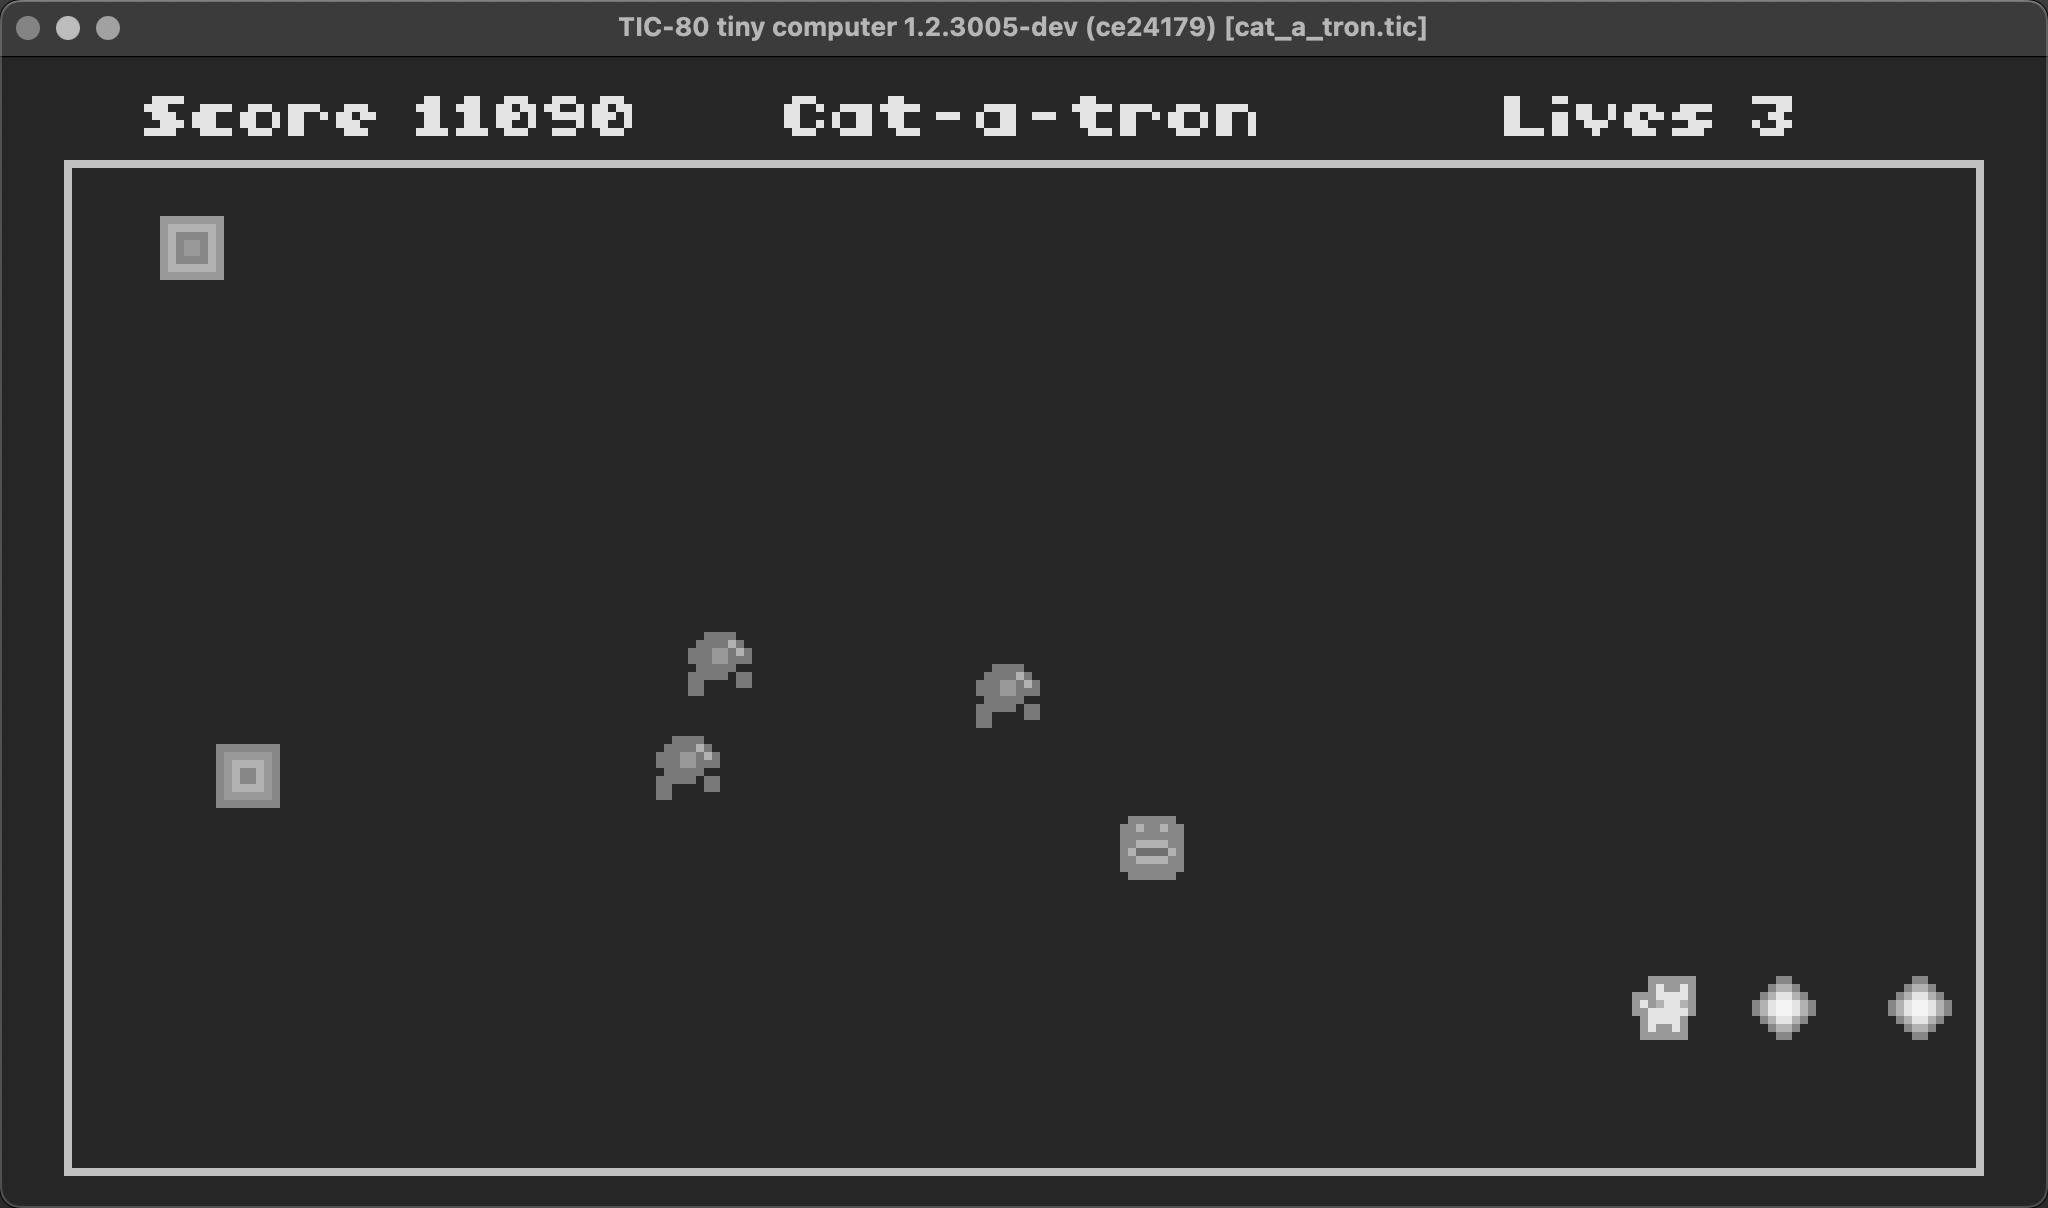 TIC-80 tiny computer 1.2.3005-dev (ce24179) [cat_a_tron.tic]
Score 11090 Cat-a-tron Lives 3